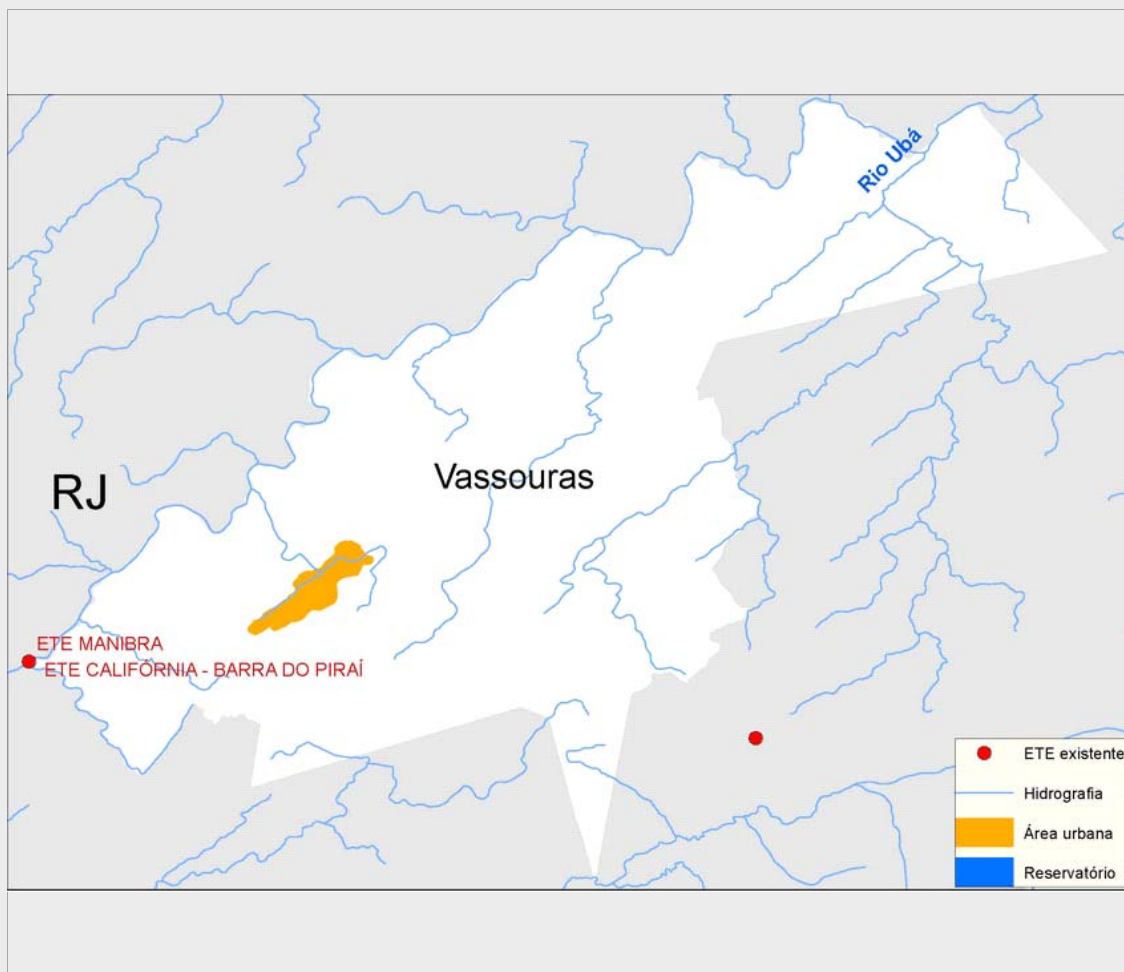 Rio Ubá
Vassouras
RJ
ETE MANIBRA
ETE CALIFÓRNIA - BARRA DO PIRAÍ
ETE existente
Hidrografia
Área urbana
Reservatório